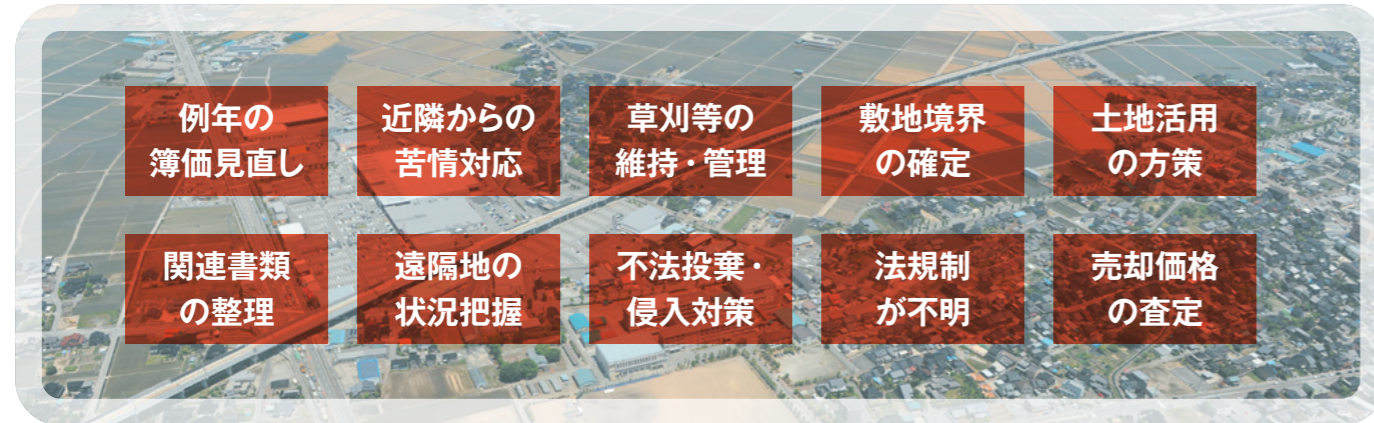 例年の
簿価見直し
近隣からの
苦情対応
草刈等の
維持・管理
敷地境界
の確定
土地活用
の方策
関連書類
の整理
遠隔地の
状況把握
不法投棄・
侵入対策
法規制
が不明
売却価格
の査定